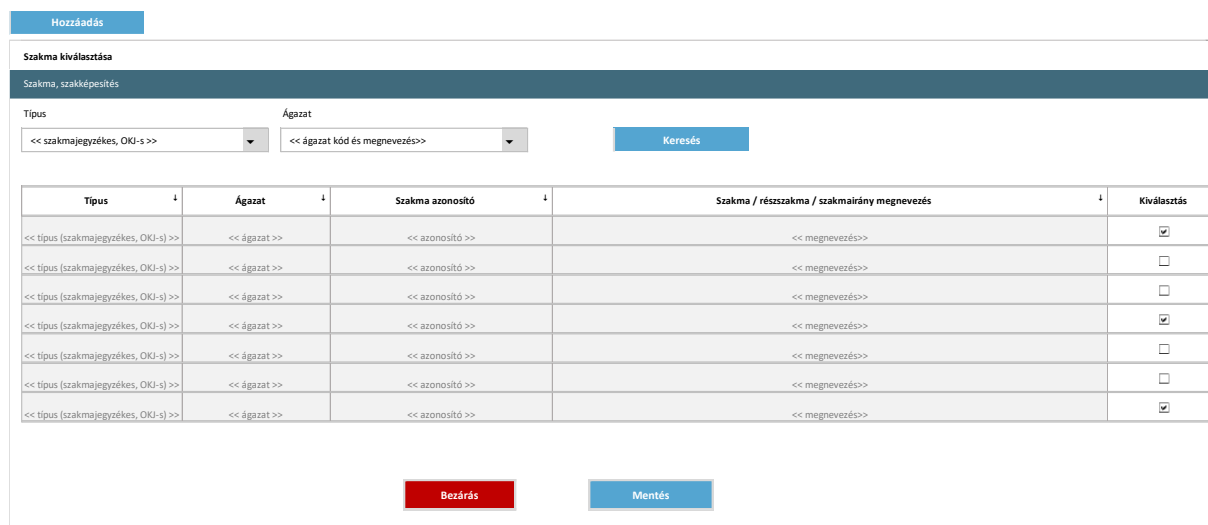 Hozzáadás
Szakma kiválasztása
Szakma, szakképesítés
Típus Ágazat
<< szakmajegyzékes, OKJ-s >> << ágazat kód és megnevezés>> Keresés
Típus ↓ Ágazat ↓ Szakma azonosító ↓ Szakma / részszakma / szakmairány megnevezés ↓ Kiválasztás
<< típus (szakmajegyzékes, OKJ-s) >> << ágazat >> << azonosító >> << megnevezés>>
<< típus (szakmajegyzékes, OKJ-s) >> << ágazat >> << azonosító >> << megnevezés>>
<< típus (szakmajegyzékes, OKJ-s) >> << ágazat >> << azonosító >> << megnevezés>>
<< típus (szakmajegyzékes, OKJ-s) >> << ágazat >> << azonosító >> << megnevezés>>
<< típus (szakmajegyzékes, OKJ-s) >> << ágazat >> << azonosító >> << megnevezés>>
<< típus (szakmajegyzékes, OKJ-s) >> << ágazat >> << azonosító >> << megnevezés>>
<< típus (szakmajegyzékes, OKJ-s) >> << ágazat >> << azonosító >> << megnevezés>>
Bezárás Mentés